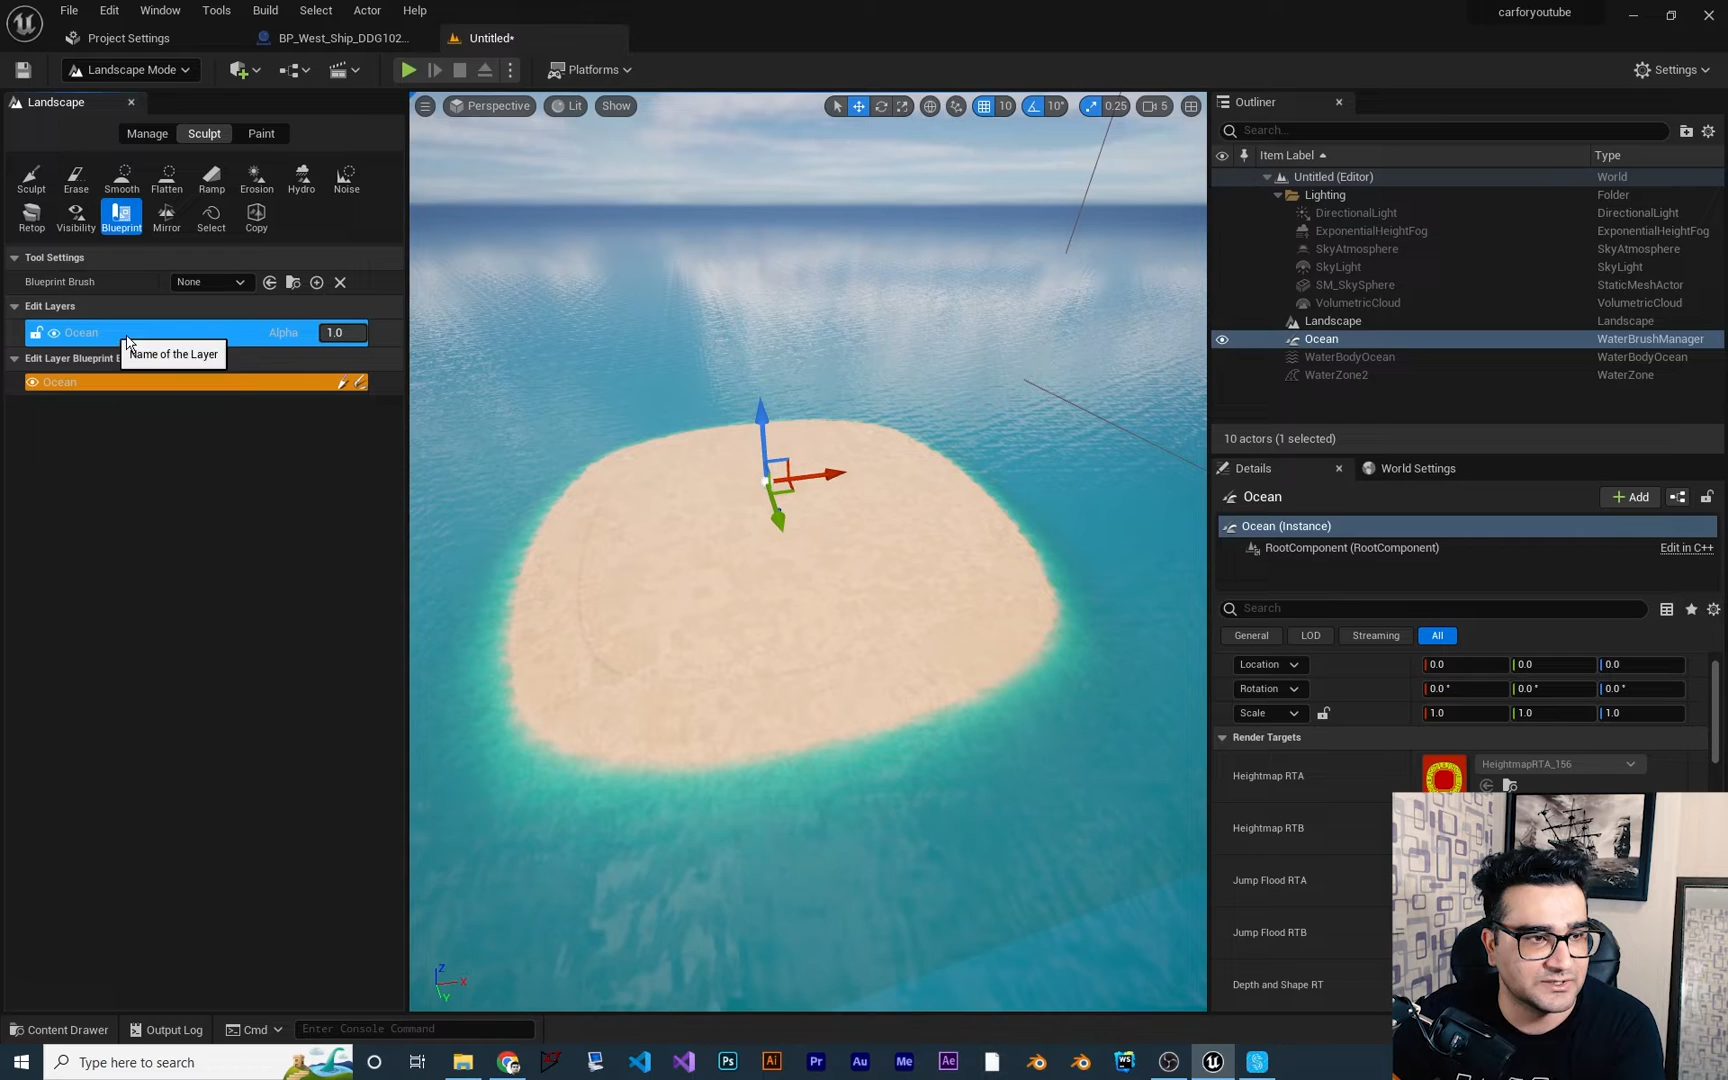 File Edit Window Tools Build Select Actor Help
carforyoutube
Project Settings
BP_West_Ship_DDG102...
Untitled*
Landscape Mode
Platforms
Settings
Landscape
Manage
Sculpt
Paint
Sculpt Erase Smooth Flatten Ramp Erosion Hydro Noise
Retop Visibility Blueprint Mirror Select Copy
Tool Settings
Blueprint Brush
None
Edit Layers
Ocean
Alpha
1.0
Name of the Layer
Edit Layer Blueprint B
Ocean
Perspective
Lit
Show
10
10°
0.25
5
Z
X
Y
Outliner
Search...
Item Label
Type
Untitled (Editor) World
Lighting Folder
DirectionalLight DirectionalLight
ExponentialHeightFog ExponentialHeightFog
SkyAtmosphere SkyAtmosphere
SkyLight SkyLight
SM_SkySphere StaticMeshActor
VolumetricCloud VolumetricCloud
Landscape Landscape
Ocean WaterBrushManager
WaterBodyOcean WaterBodyOcean
WaterZone2 WaterZone
10 actors (1 selected)
Details
World Settings
Ocean
Add
Ocean (Instance)
RootComponent (RootComponent)
Edit in C++
Search
General
LOD
Streaming
All
Location 0.0 0.0 0.0
Rotation 0.0 ° 0.0 ° 0.0 °
Scale 1.0 1.0 1.0
Render Targets
Heightmap RTA
HeightmapRTA_156
Heightmap RTB
Jump Flood RTA
Jump Flood RTB
Depth and Shape RT
Content Drawer
Output Log
Cmd
Enter Console Command
Type here to search
Ps
Ai
Pr
Au
Me
Ae
WS